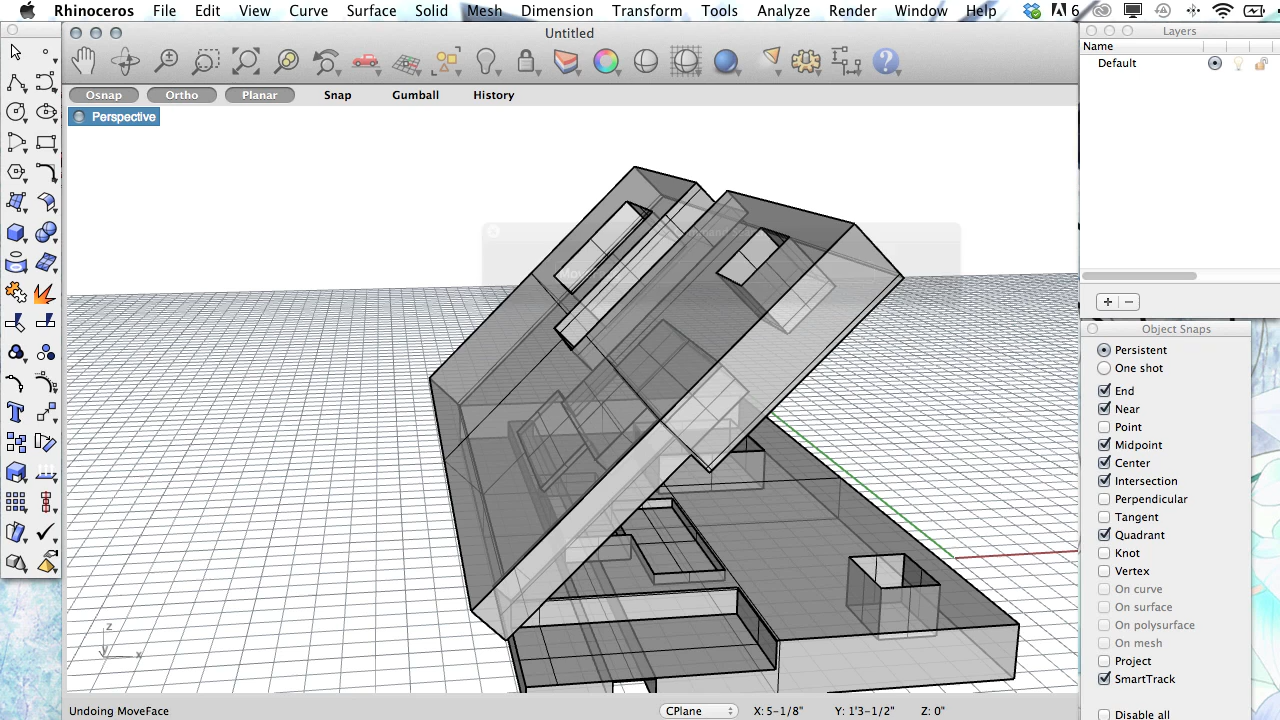 Rhinoceros File Edit View Curve Surface Solid Mesh Dimension Transform Tools Analyze Render Window Help 6
Untitled
Osnap Ortho Planar Snap Gumball History
Perspective
z
y x
Undoing MoveFace CPlane X: 5-1/8" Y: 1'3-1/2" Z: 0"
Layers
Name
Default
+ −
Object Snaps
Persistent
One shot
End
Near
Point
Midpoint
Center
Intersection
Perpendicular
Tangent
Quadrant
Knot
Vertex
On curve
On surface
On polysurface
On mesh
Project
SmartTrack
Disable all